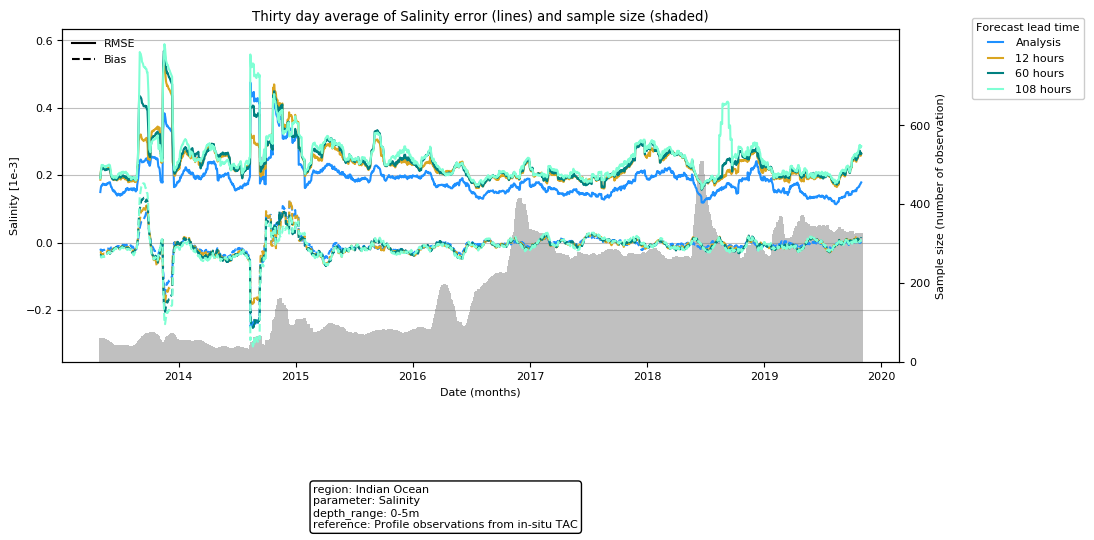 Thirty day average of Salinity error (lines) and sample size (shaded)
Forecast lead time
Analysis
12 hours
60 hours
108 hours
RMSE
Bias
Salinity [1e-3]
0.6
0.4
0.2
0.0
−0.2
Sample size (number of observation)
600
400
200
0
2014
2015
2016
2017
2018
2019
2020
Date (months)
region: Indian Ocean
parameter: Salinity
depth_range: 0-5m
reference: Profile observations from in-situ TAC